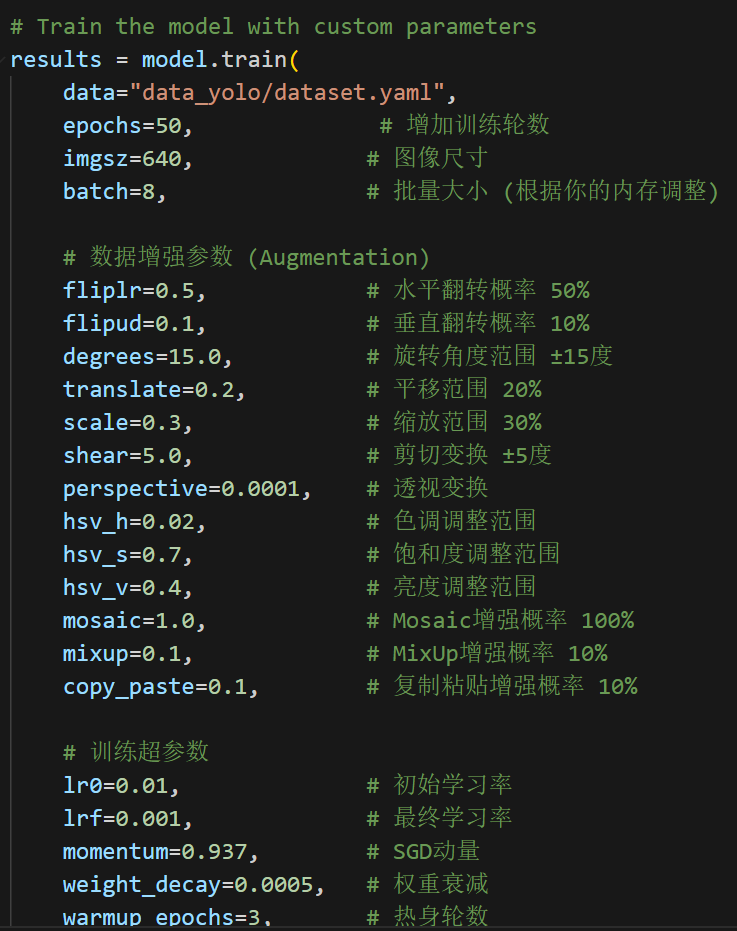 # Train the model with custom parameters
results = model.train(
    data="data_yolo/dataset.yaml",
    epochs=50,              # 增加训练轮数
    imgsz=640,             # 图像尺寸
    batch=8,               # 批量大小 (根据你的内存调整)
    # 数据增强参数 (Augmentation)
    fliplr=0.5,            # 水平翻转概率 50%
    flipud=0.1,            # 垂直翻转概率 10%
    degrees=15.0,          # 旋转角度范围 ±15度
    translate=0.2,         # 平移范围 20%
    scale=0.3,             # 缩放范围 30%
    shear=5.0,             # 剪切变换 ±5度
    perspective=0.0001,    # 透视变换
    hsv_h=0.02,            # 色调调整范围
    hsv_s=0.7,             # 饱和度调整范围
    hsv_v=0.4,             # 亮度调整范围
    mosaic=1.0,            # Mosaic增强概率 100%
    mixup=0.1,             # MixUp增强概率 10%
    copy_paste=0.1,        # 复制粘贴增强概率 10%
    # 训练超参数
    lr0=0.01,              # 初始学习率
    lrf=0.001,             # 最终学习率
    momentum=0.937,        # SGD动量
    weight_decay=0.0005,   # 权重衰减
    warmup_epochs=3,       # 热身轮数